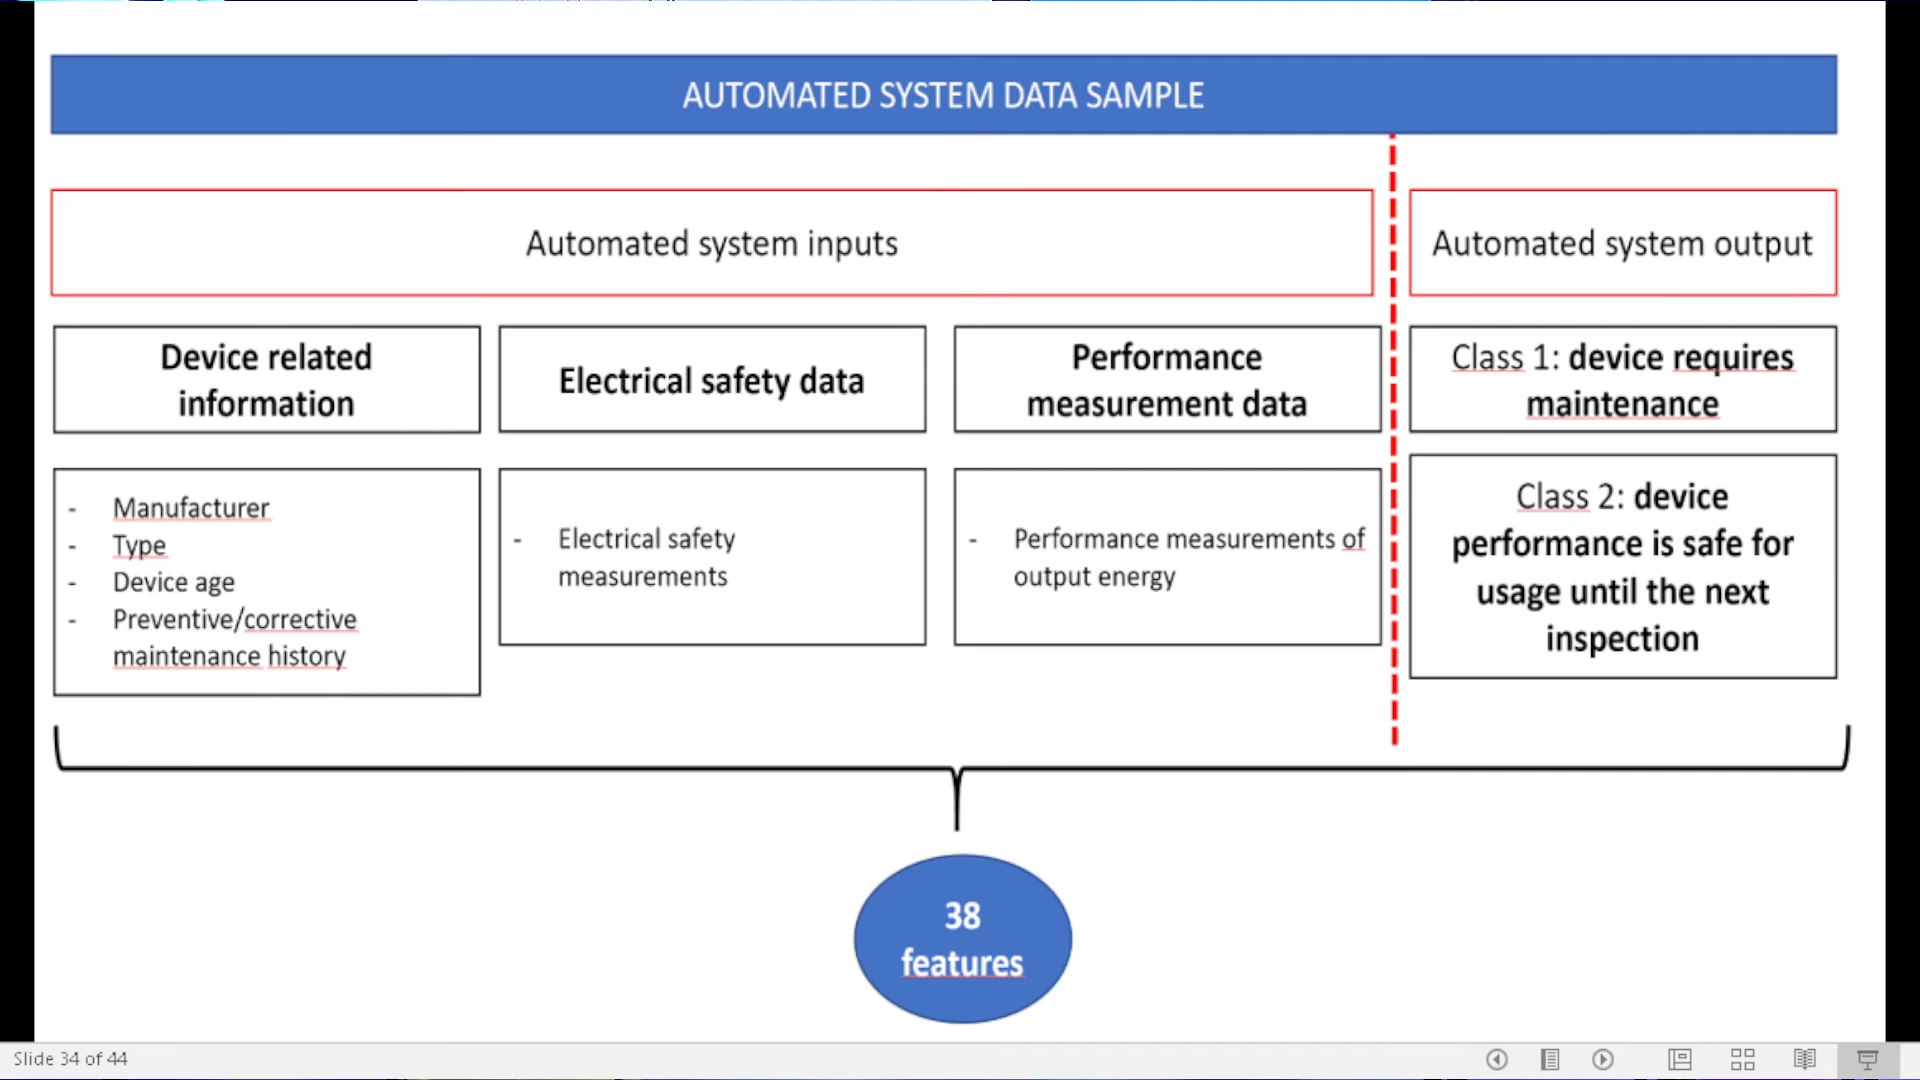 AUTOMATED SYSTEM DATA SAMPLE
Automated system inputs
Automated system output
Device related
information
Electrical safety data
Performance
measurement data
Class 1: device requires
maintenance
- Manufacturer
- Type
- Device age
- Preventive/corrective
maintenance history
- Electrical safety
measurements
- Performance measurements of
output energy
Class 2: device
performance is safe for
usage until the next
inspection
38
features
Slide 34 of 44